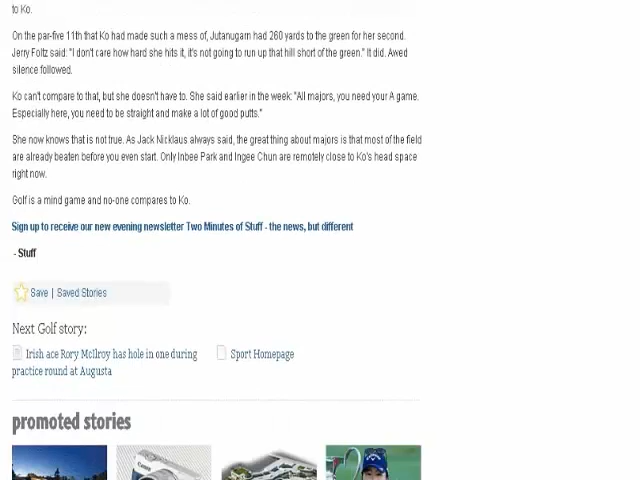 to Ko.
On the par-five 11th that Ko had made such a mess of, Jutanugarn had 260 yards to the green for her second.
Jerry Foltz said: "I don't care how hard she hits it, it's not going to run up that hill short of the green." It did. Awed
silence followed.
Ko can't compare to that, but she doesn't have to. She said earlier in the week: "All majors, you need your A game.
Especially here, you need to be straight and make a lot of good putts."
She now knows that is not true. As Jack Nicklaus always said, the great thing about majors is that most of the field
are already beaten before you even start. Only Inbee Park and Ingee Chun are remotely close to Ko's head space
right now.
Golf is a mind game and no-one compares to Ko.
Sign up to receive our new evening newsletter Two Minutes of Stuff - the news, but different
- Stuff
Save | Saved Stories
Next Golf story:
Irish ace Rory McIlroy has hole in one during
practice round at Augusta
Sport Homepage
promoted stories
Canon